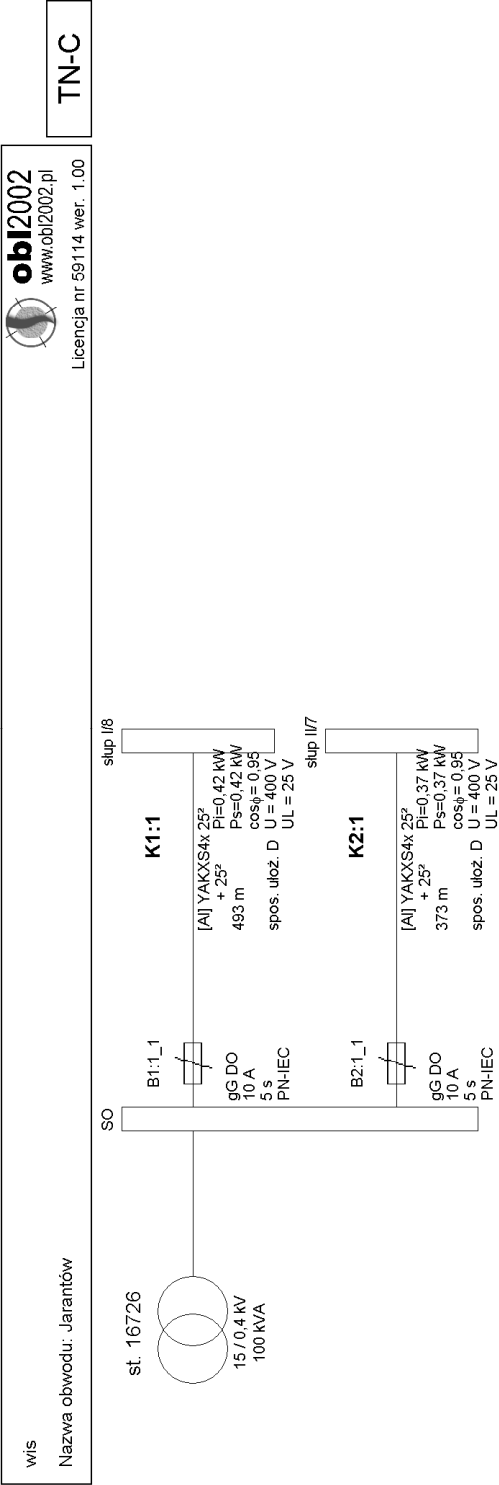 wis
Nazwa obwodu: Jarantów
obl2002
www.obl2002.pl
Licencja nr 59114 wer. 1.00
TN-C
st. 16726
15 / 0,4 kV
100 kVA
SO
B1:1_1
gG DO
10 A
5 s
PN-IEC
K1:1
[Al] YAKXS4x 25²
+ 25²
493 m
spos. ułoż. D
Pi=0,42 kW
Ps=0,42 kW
cosϕ= 0,95
U = 400 V
UL = 25 V
słup I/8
B2:1_1
gG DO
10 A
5 s
PN-IEC
K2:1
[Al] YAKXS4x 25²
+ 25²
373 m
spos. ułoż. D
Pi=0,37 kW
Ps=0,37 kW
cosϕ= 0,95
U = 400 V
UL = 25 V
słup II/7